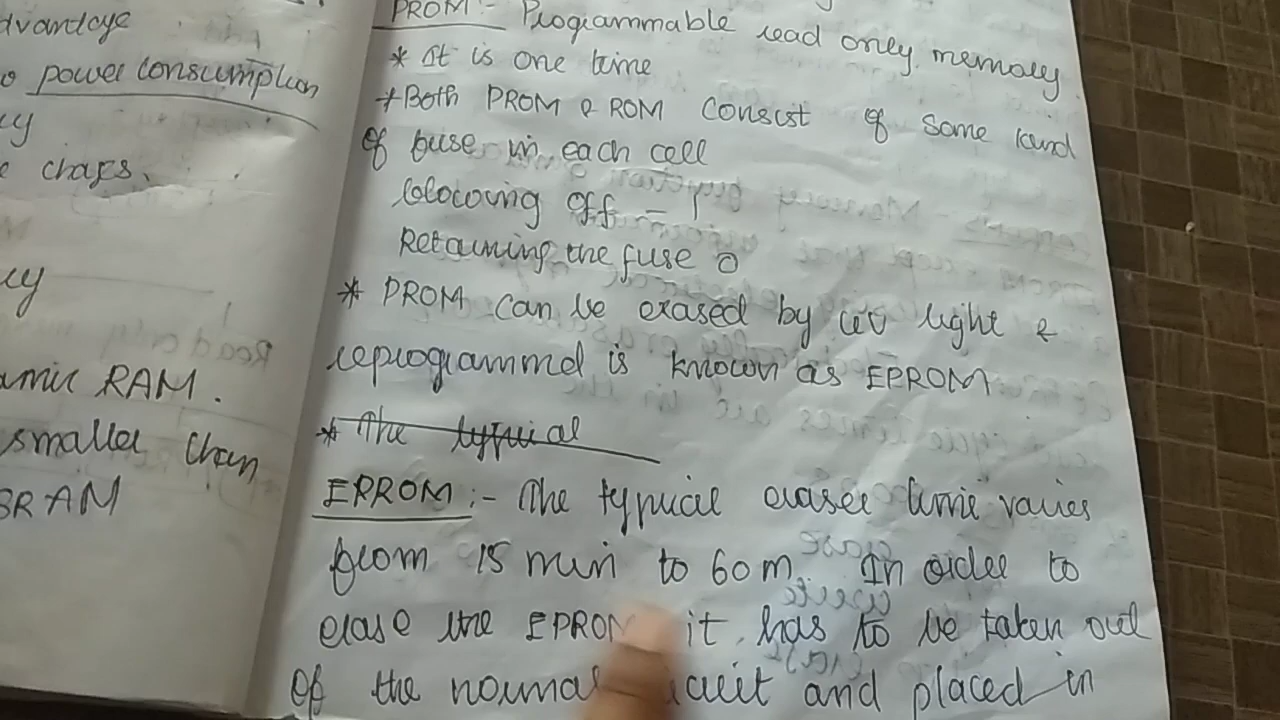 dvantage
o power consumption
cy
e charges.
cy
amic RAM.
smaller than
SRAM
PROM :- Programmable read only memory
* It is one time
* Both PROM & ROM Consist of some kind
of fuse in each cell
blowing off - 1
Retaining the fuse 0
* PROM can be erased by uv light &
reprogrammd is known as EPROM
* The typical
EPROM :- The typical eraser time varies
from 15 min to 60 m. In order to
erase the EPROM it has to be taken out
of the normal and placed in